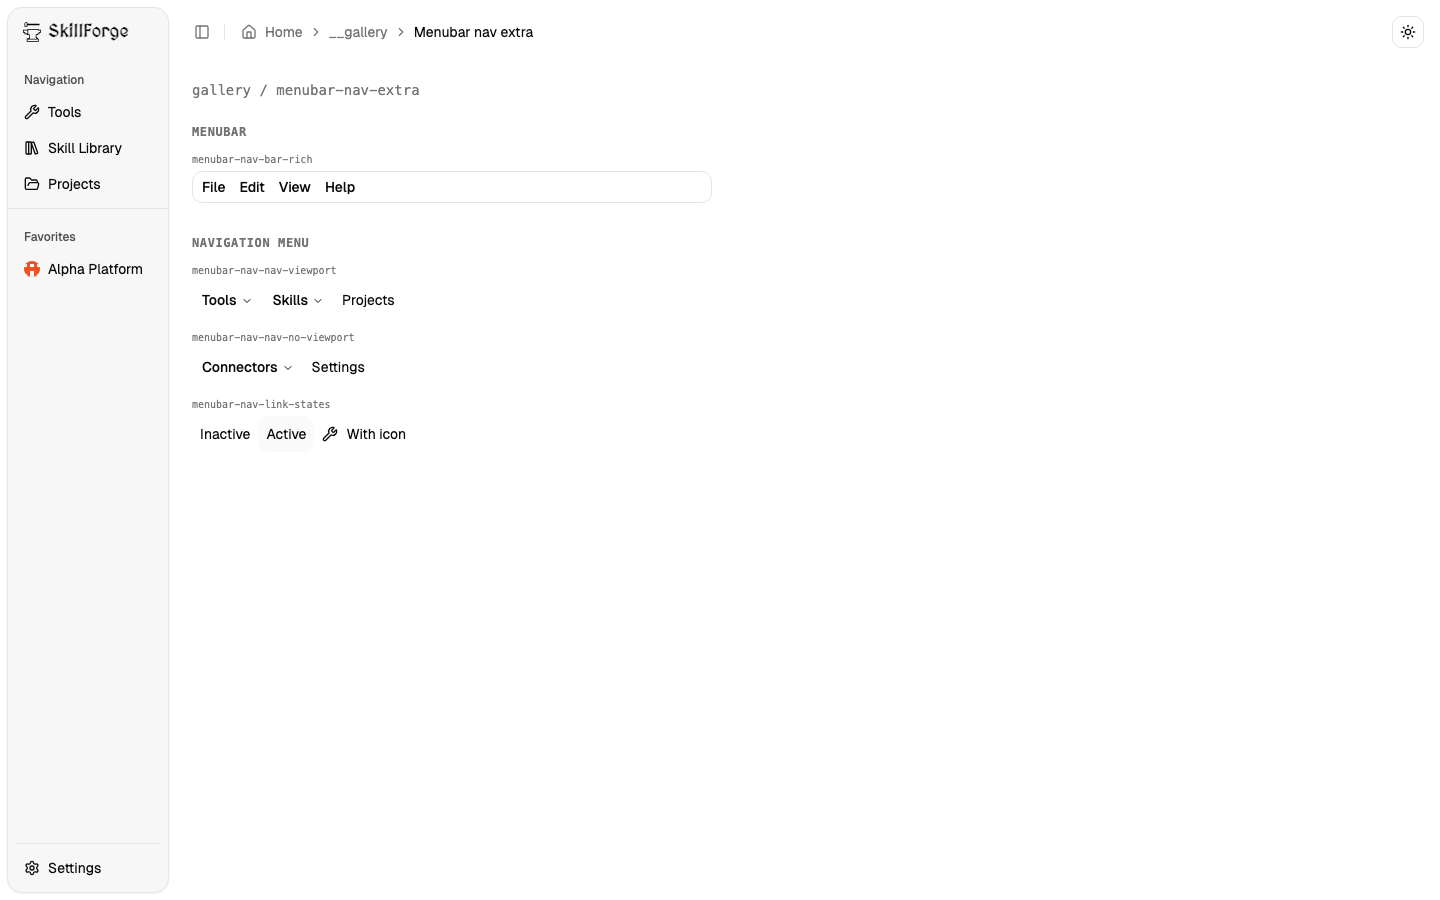 SkillForge
Navigation
Tools
Skill Library
Projects
Favorites
Alpha Platform
Settings
Home > __gallery > Menubar nav extra
gallery / menubar-nav-extra
MENUBAR
menubar-nav-bar-rich
File Edit View Help
NAVIGATION MENU
menubar-nav-nav-viewport
Tools Skills Projects
menubar-nav-nav-no-viewport
Connectors Settings
menubar-nav-link-states
Inactive Active With icon